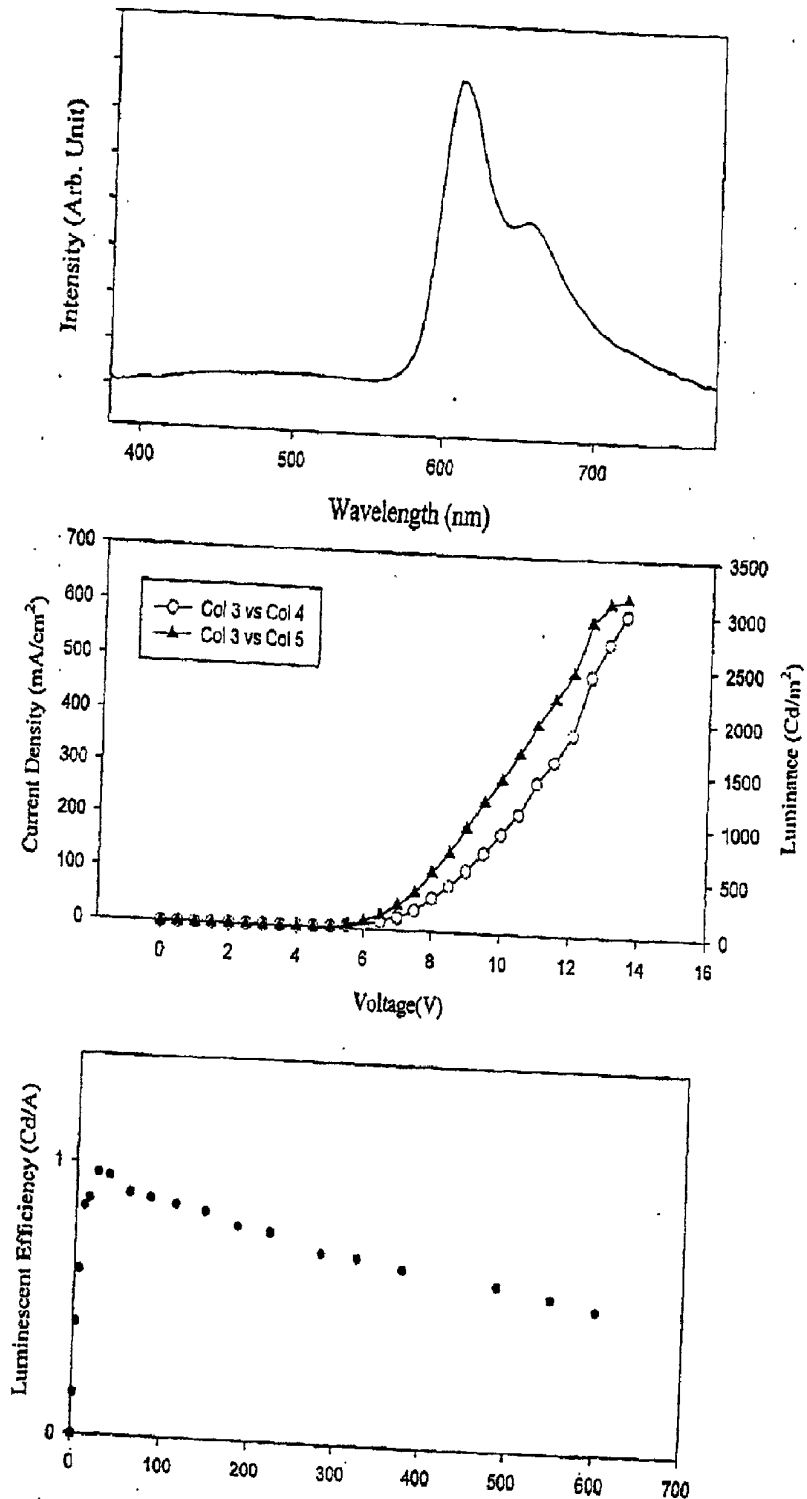 Intensity (Arb. Unit)
400 500 600 700
Wavelength (nm)
Current Density (mA/cm²)
700
600
500
400
300
200
100
0
Col 3 vs Col 4
Col 3 vs Col 5
3500
3000
2500
2000
1500
1000
500
0
Luminance (Cd/m²)
0 2 4 6 8 10 12 14 16
Voltage(V)
Luminescent Efficiency (Cd/A)
1
0
0 100 200 300 400 500 600 700